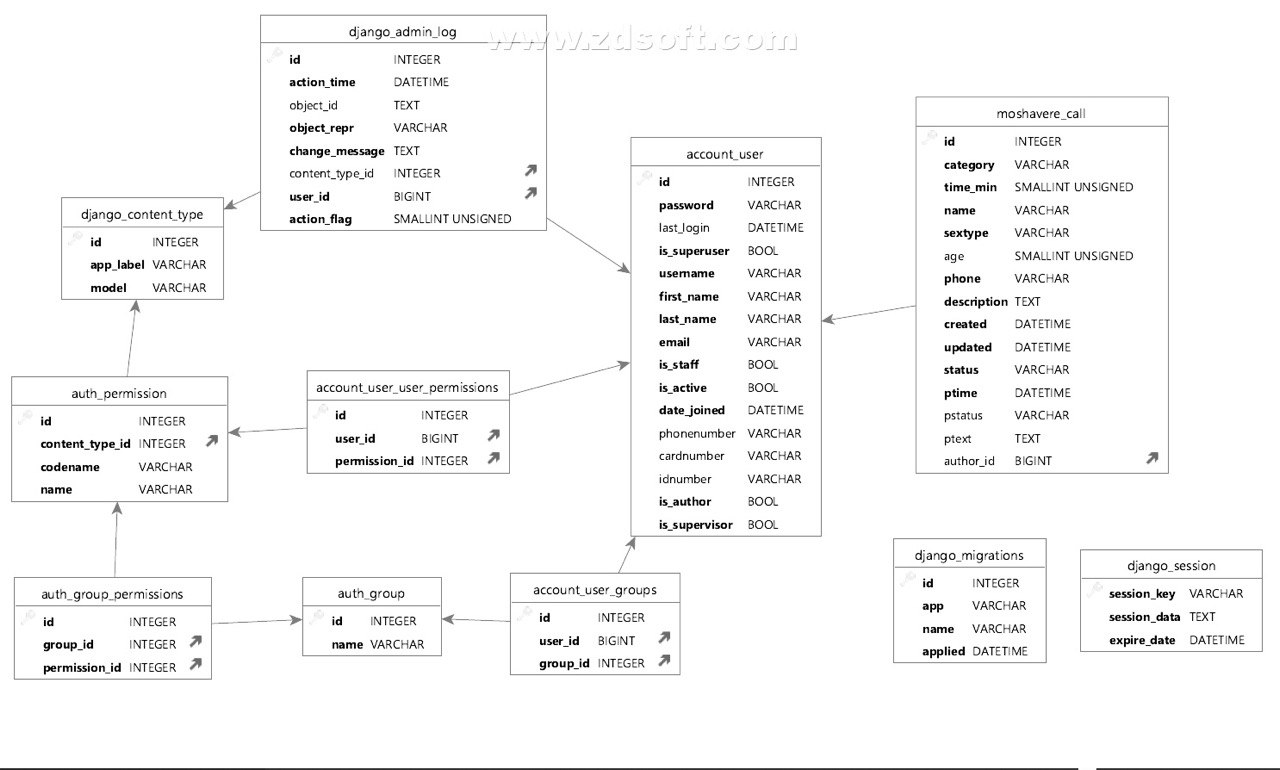 www.zdsoft.com
django_admin_log
id INTEGER
action_time DATETIME
object_id TEXT
object_repr VARCHAR
change_message TEXT
content_type_id INTEGER
user_id BIGINT
action_flag SMALLINT UNSIGNED
django_content_type
id INTEGER
app_label VARCHAR
model VARCHAR
account_user
id INTEGER
password VARCHAR
last_login DATETIME
is_superuser BOOL
username VARCHAR
first_name VARCHAR
last_name VARCHAR
email VARCHAR
is_staff BOOL
is_active BOOL
date_joined DATETIME
phonenumber VARCHAR
cardnumber VARCHAR
idnumber VARCHAR
is_author BOOL
is_supervisor BOOL
moshavere_call
id INTEGER
category VARCHAR
time_min SMALLINT UNSIGNED
name VARCHAR
sextype VARCHAR
age SMALLINT UNSIGNED
phone VARCHAR
description TEXT
created DATETIME
updated DATETIME
status VARCHAR
ptime DATETIME
pstatus VARCHAR
ptext TEXT
author_id BIGINT
auth_permission
id INTEGER
content_type_id INTEGER
codename VARCHAR
name VARCHAR
account_user_user_permissions
id INTEGER
user_id BIGINT
permission_id INTEGER
auth_group_permissions
id INTEGER
group_id INTEGER
permission_id INTEGER
auth_group
id INTEGER
name VARCHAR
account_user_groups
id INTEGER
user_id BIGINT
group_id INTEGER
django_migrations
id INTEGER
app VARCHAR
name VARCHAR
applied DATETIME
django_session
session_key VARCHAR
session_data TEXT
expire_date DATETIME